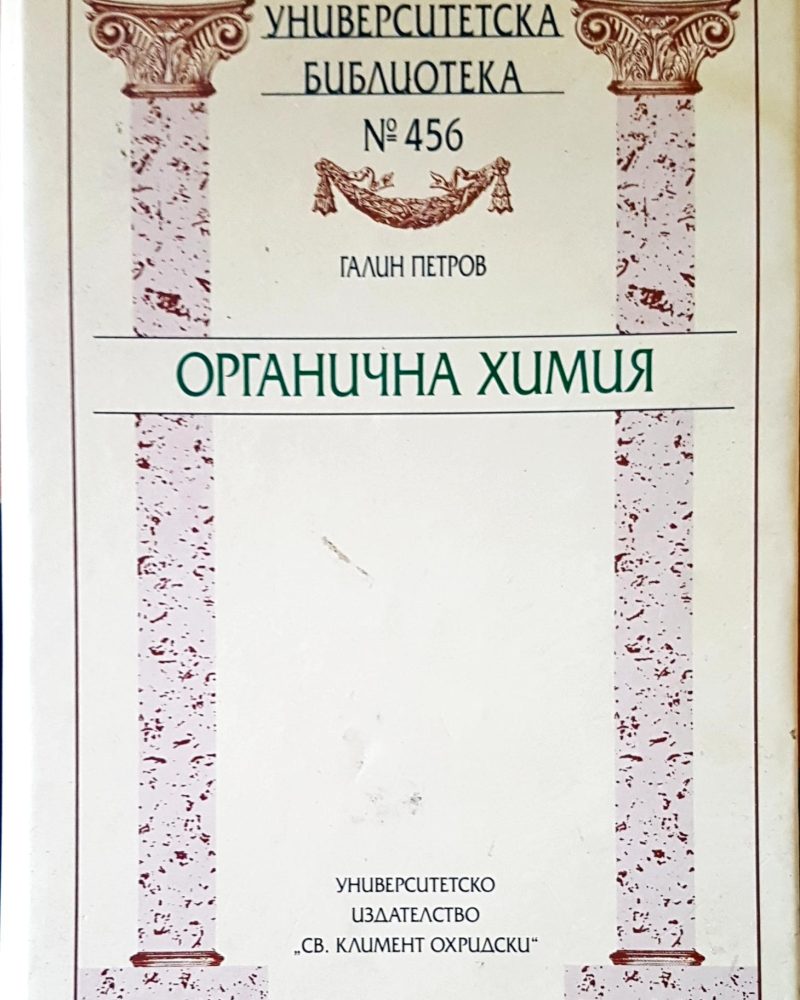 УНИВЕРСИТЕТСКА
БИБЛИОТЕКА
№ 456
ГАЛИН ПЕТРОВ
ОРГАНИЧНА ХИМИЯ
УНИВЕРСИТЕТСКО
ИЗДАТЕЛСТВО
„СВ. КЛИМЕНТ ОХРИДСКИ“